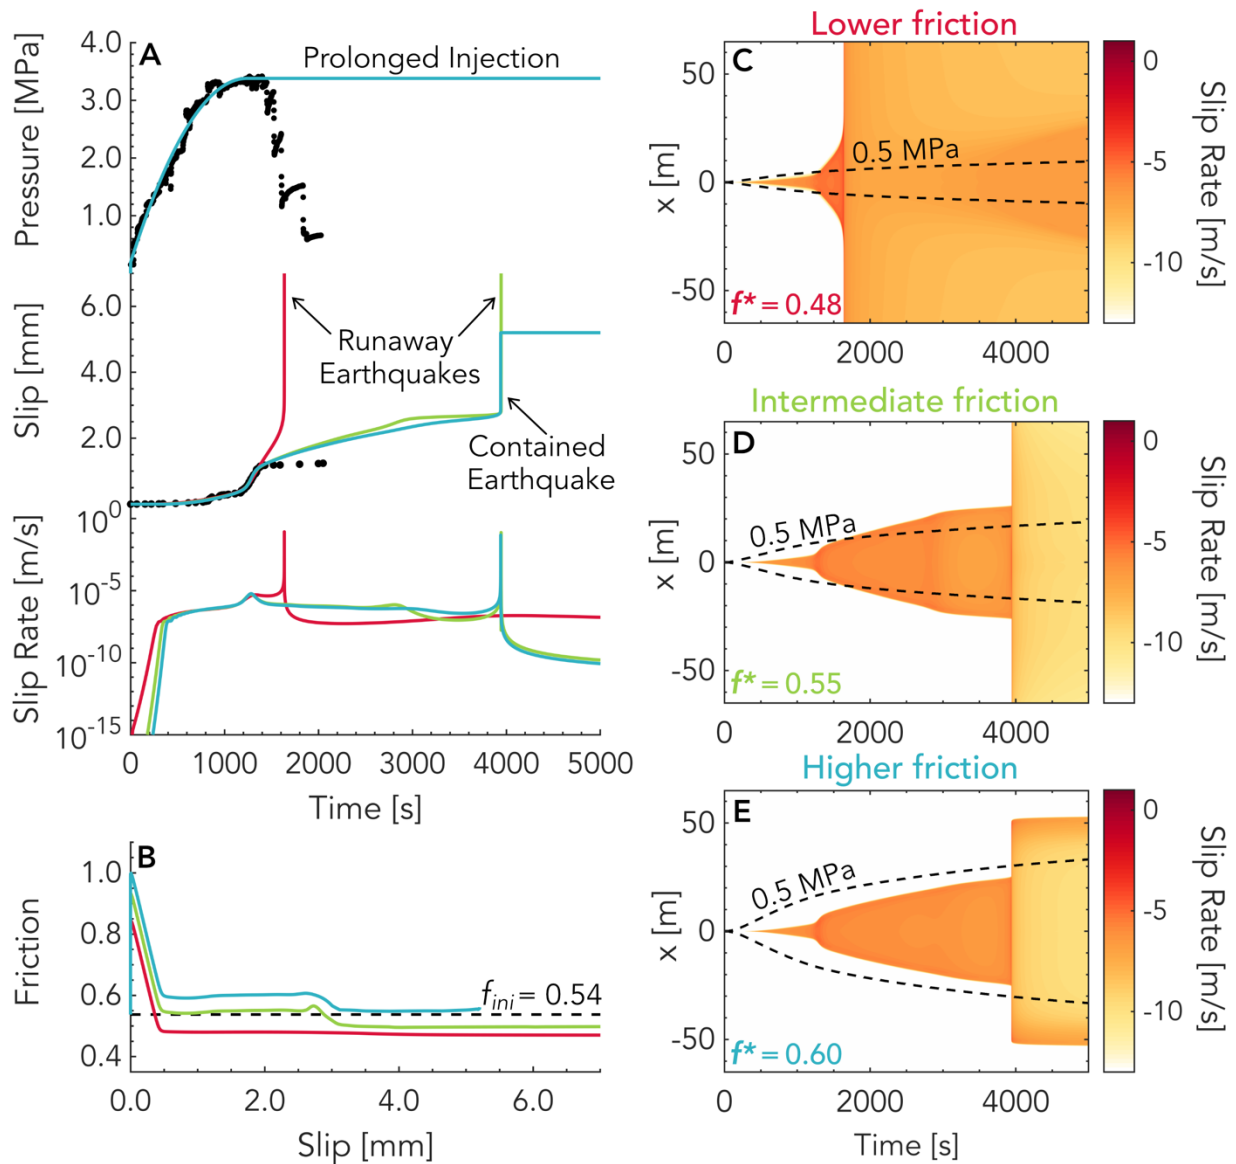 A
Prolonged Injection
Pressure [MPa]
4.0
3.0
2.0
1.0
Slip [mm]
6.0
4.0
2.0
0
Runaway
Earthquakes
Contained
Earthquake
Slip Rate [m/s]
10^0
10^-5
10^-10
10^-15
0 1000 2000 3000 4000 5000
Time [s]
B
Friction
1.0
0.8
0.6
0.4
f_ini = 0.54
0.0 2.0 4.0 6.0
Slip [mm]
Lower friction
C
x [m]
50
0
-50
0.5 MPa
f* = 0.48
0 2000 4000
0
-5
-10
Slip Rate [m/s]
Intermediate friction
D
x [m]
50
0
-50
0.5 MPa
f* = 0.55
0 2000 4000
0
-5
-10
Slip Rate [m/s]
Higher friction
E
x [m]
50
0
-50
0.5 MPa
f* = 0.60
0 2000 4000
Time [s]
0
-5
-10
Slip Rate [m/s]